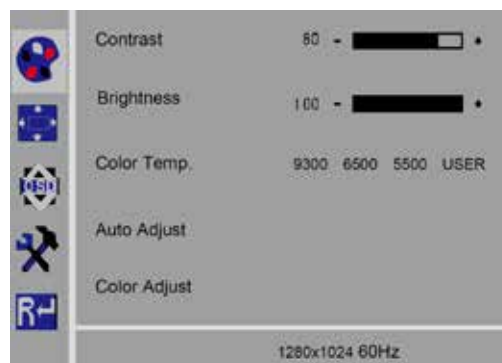 Contrast 80 - +
Brightness 100 - +
Color Temp. 9300 6500 5500 USER
OSD
Auto Adjust
Color Adjust
R
1280x1024 60Hz